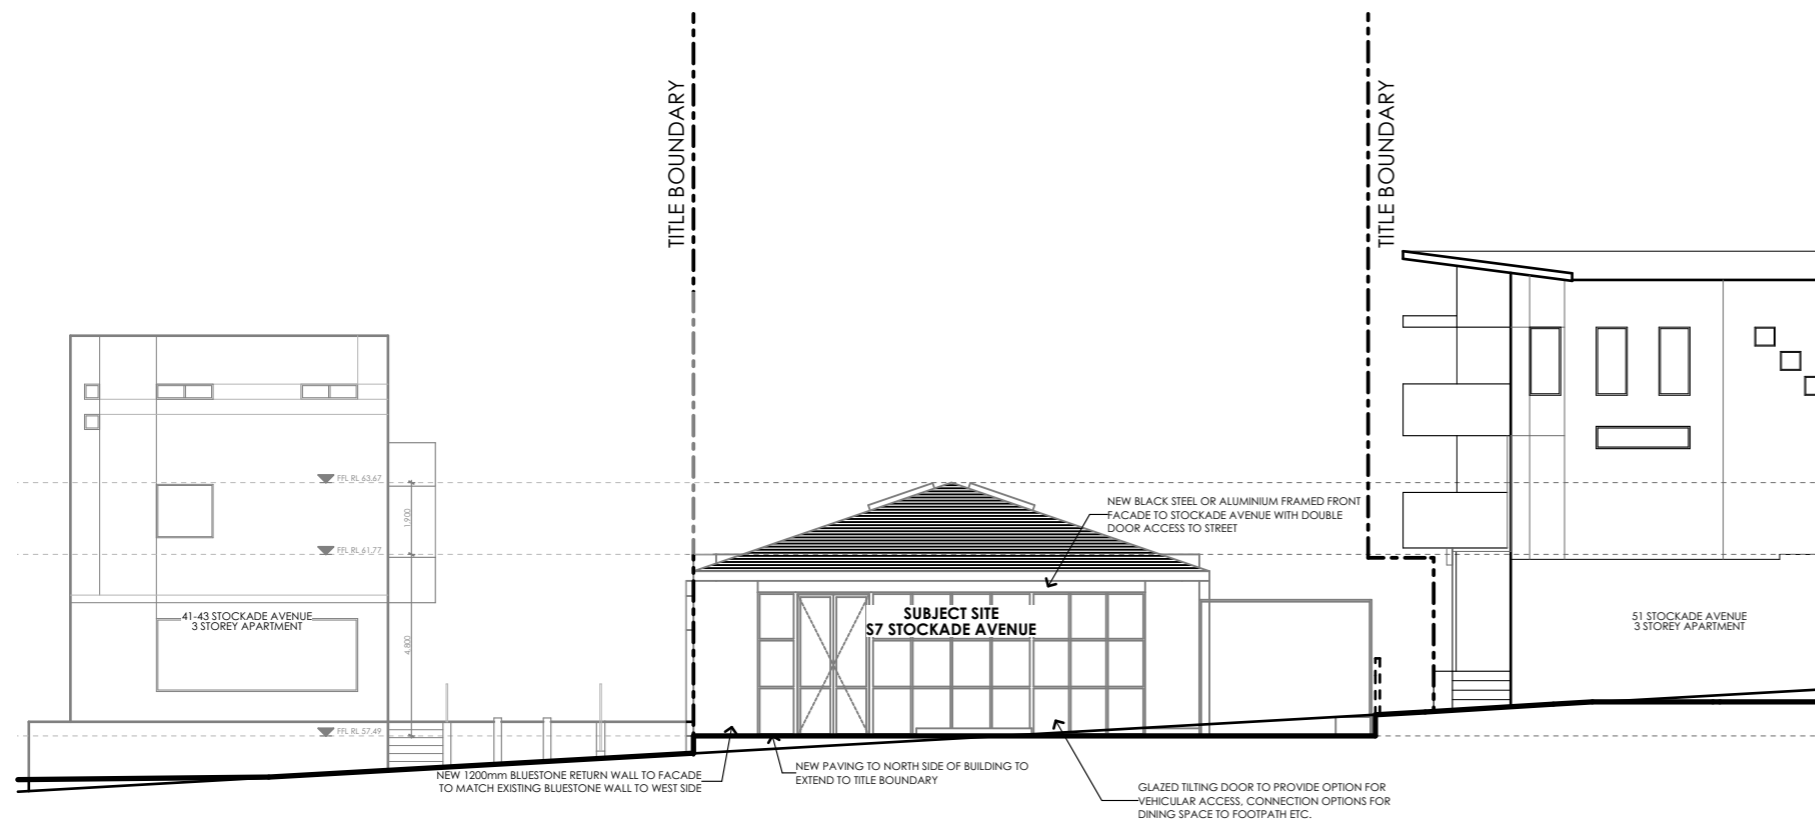 TITLE BOUNDARY
TITLE BOUNDARY
FFL RL 63.67
1,900
FFL RL 61.77
4,800
FFL RL 57.49
41-43 STOCKADE AVENUE
3 STOREY APARTMENT
NEW BLACK STEEL OR ALUMINIUM FRAMED FRONT
FACADE TO STOCKADE AVENUE WITH DOUBLE
DOOR ACCESS TO STREET
SUBJECT SITE
S7 STOCKADE AVENUE
51 STOCKADE AVENUE
3 STOREY APARTMENT
NEW 1200mm BLUESTONE RETURN WALL TO FACADE
TO MATCH EXISTING BLUESTONE WALL TO WEST SIDE
NEW PAVING TO NORTH SIDE OF BUILDING TO
EXTEND TO TITLE BOUNDARY
GLAZED TILTING DOOR TO PROVIDE OPTION FOR
VEHICULAR ACCESS, CONNECTION OPTIONS FOR
DINING SPACE TO FOOTPATH ETC.